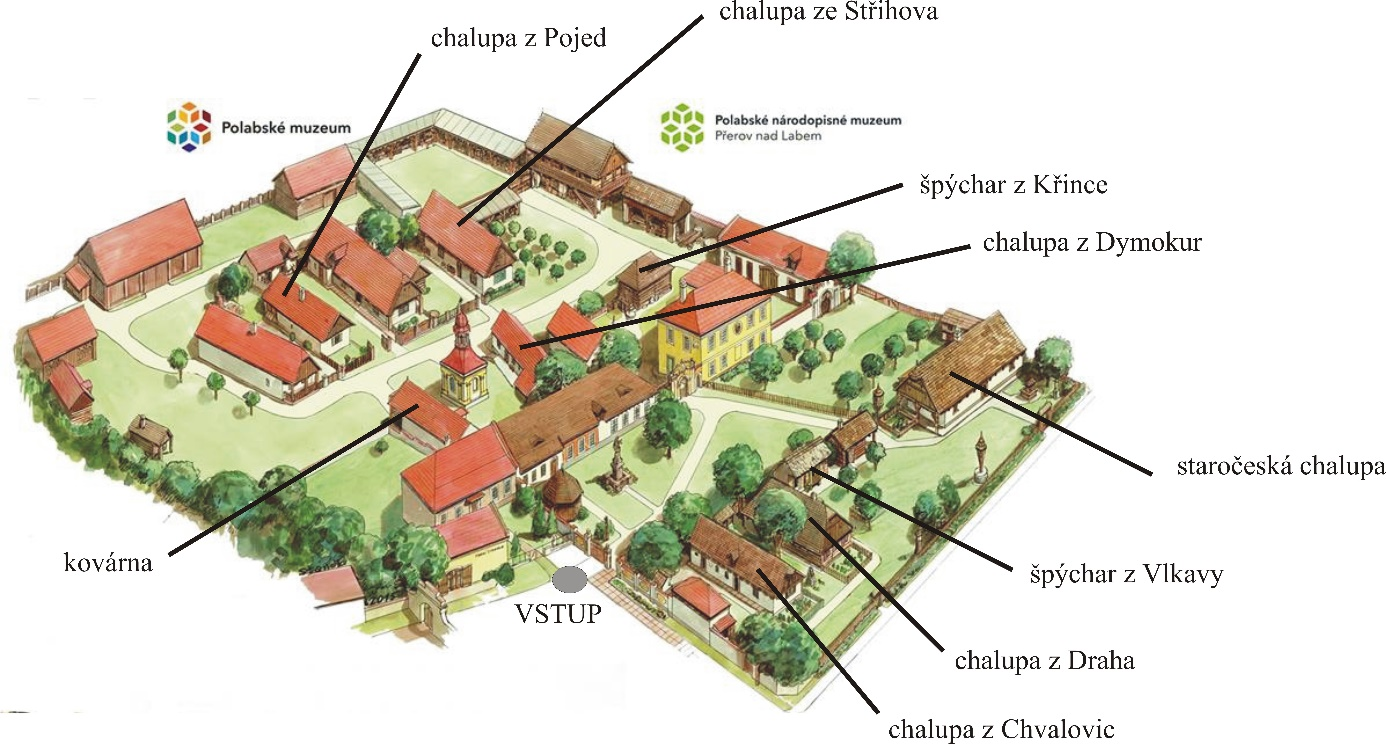 chalupa ze Střihova
chalupa z Pojed
Polabské muzeum
Polabské národopisné muzeum
Přerov nad Labem
špýchar z Křince
chalupa z Dymokur
staročeská chalupa
kovárna
špýchar z Vlkavy
VSTUP
chalupa z Draha
chalupa z Chvalovic